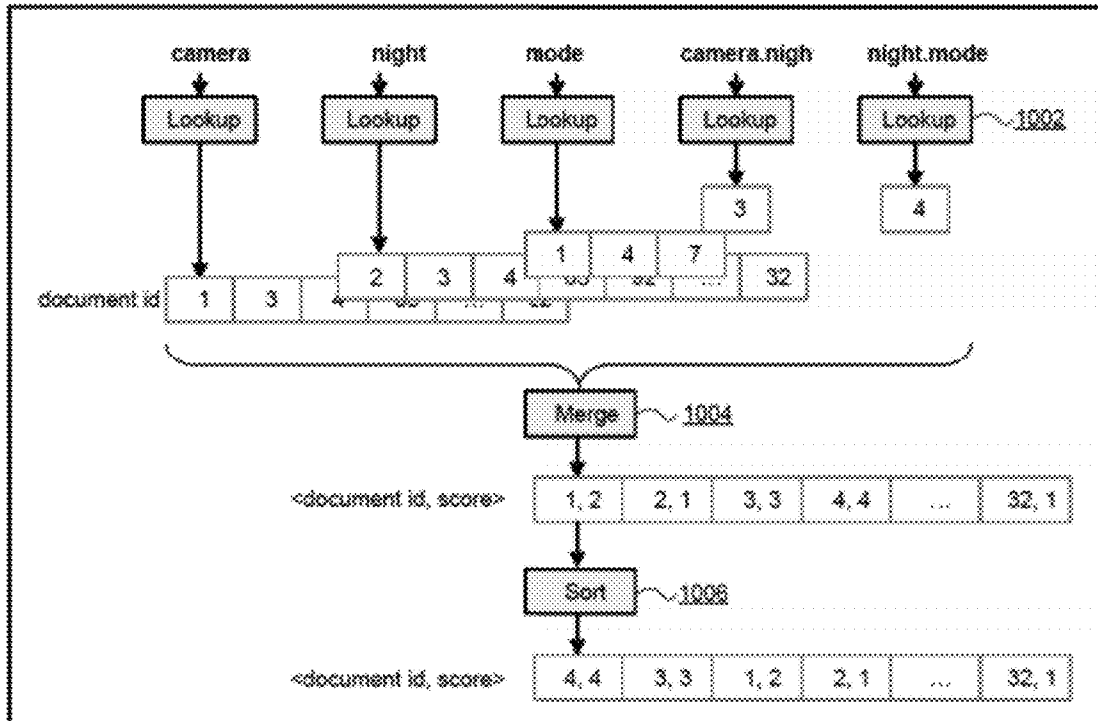 camera night mode camera.nigh night.mode
Lookup Lookup Lookup Lookup Lookup 1002
3 4
1 4 7
2 3 4 ... 32
document id 1 3
Merge 1004
<document id, score> 1, 2 2, 1 3, 3 4, 4 ... 32, 1
Sort 1006
<document id, score> 4, 4 3, 3 1, 2 2, 1 ... 32, 1